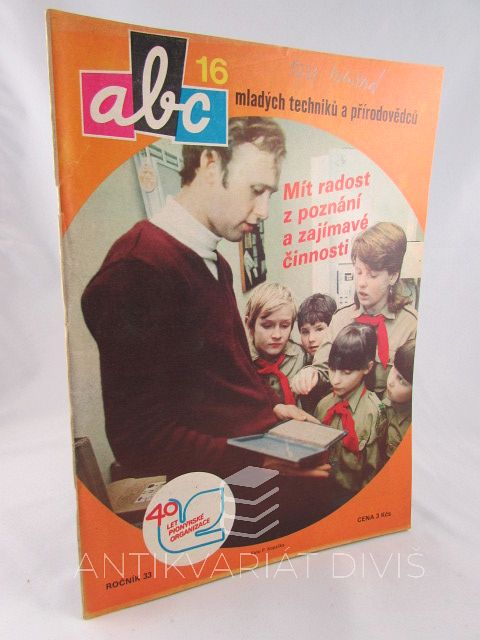 abc
16
mladých techniků a přírodovědců
Mít radost
z poznání
a zajímavé
činnosti
40
LET
PIONÝRSKÉ
ORGANIZACE
CENA 3 Kčs
ROČNÍK 33
ANTIKVARIÁT DIVIŠ